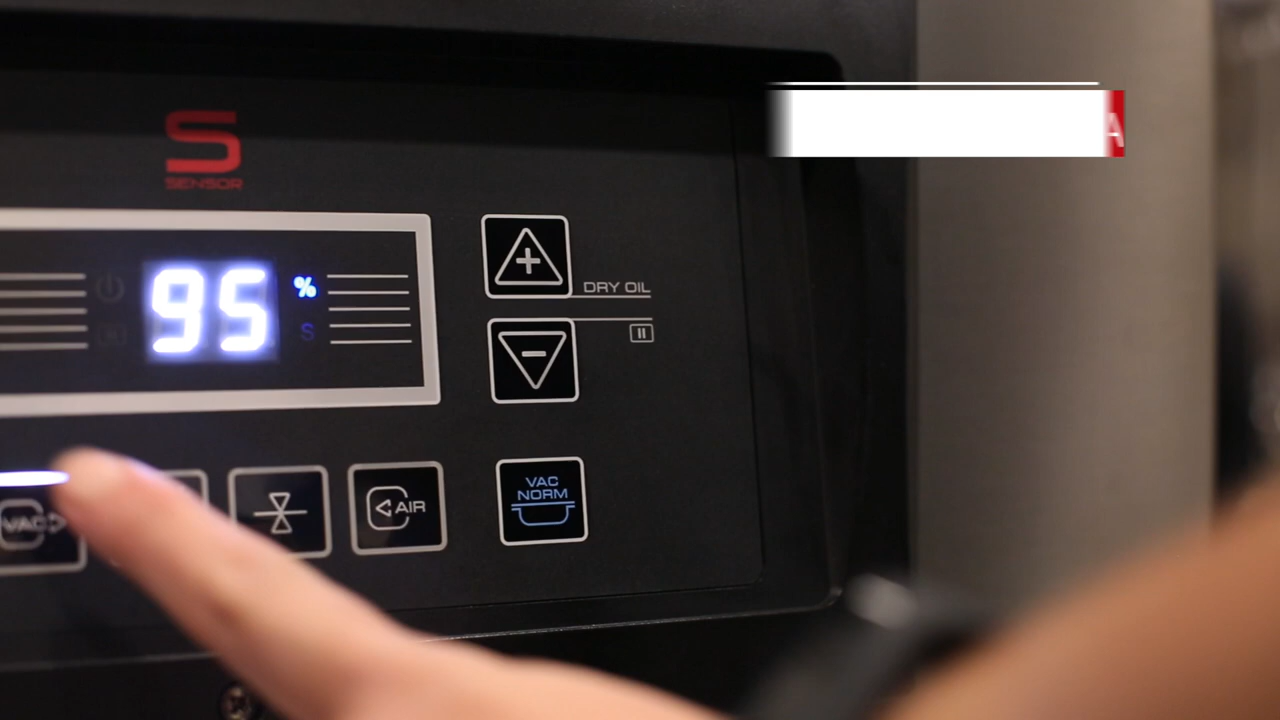 S
SENSOR
95 %
S
DRY OIL
VAC
AIR
VAC
NORM
A